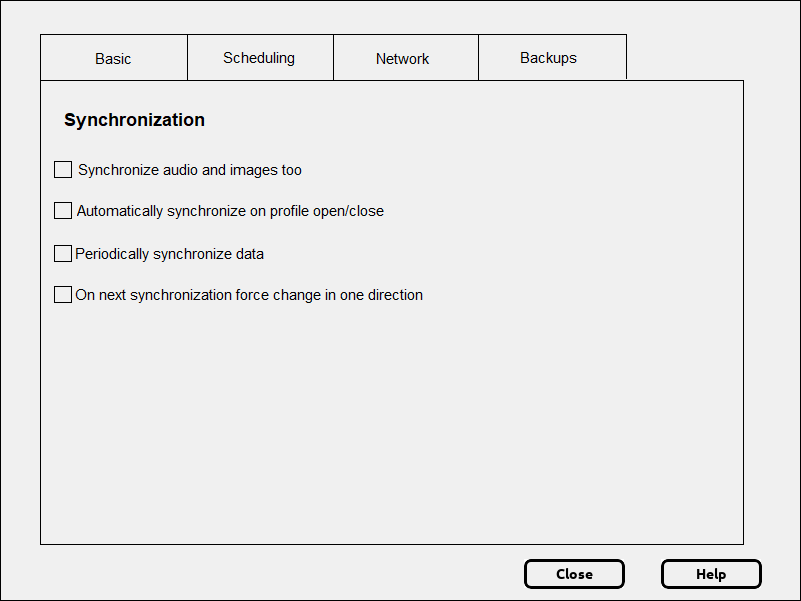 Basic
Scheduling
Network
Backups
Synchronization
Synchronize audio and images too
Automatically synchronize on profile open/close
Periodically synchronize data
On next synchronization force change in one direction
Close
Help